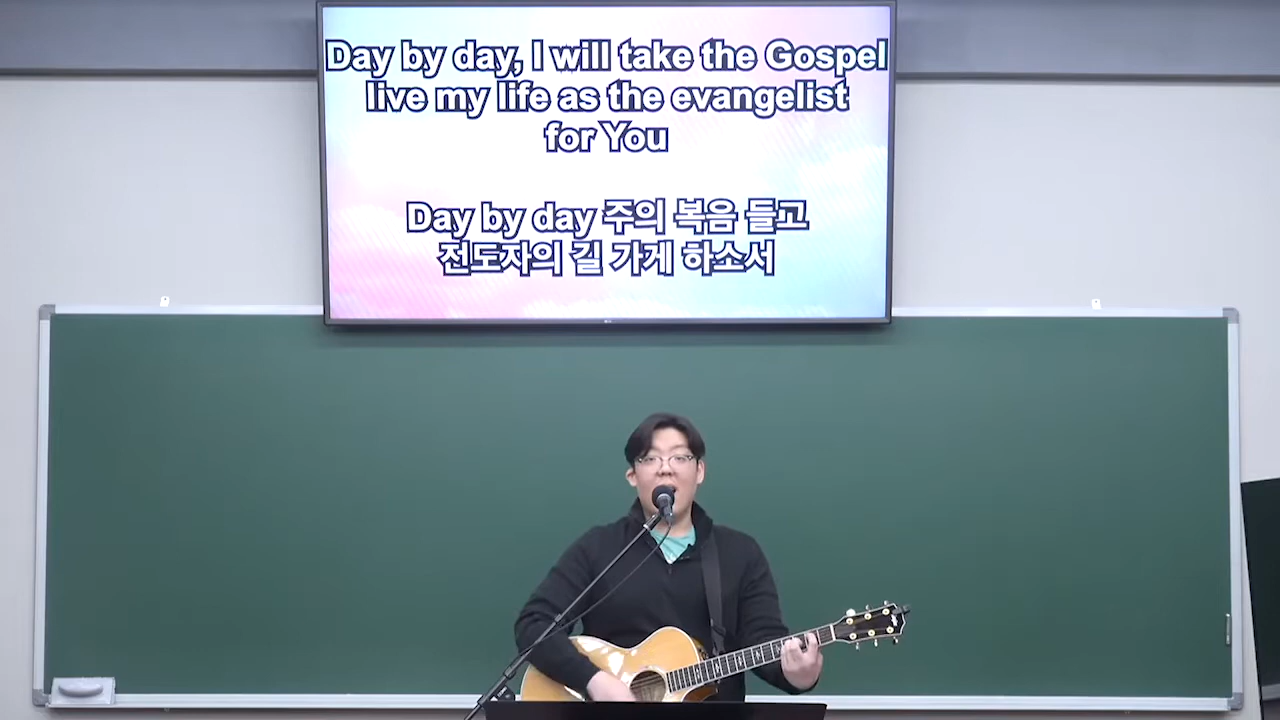 Day by day, I will take the Gospel
live my life as the evangelist
for You
Day by day 주의 복음 들고
전도자의 길 가게 하소서